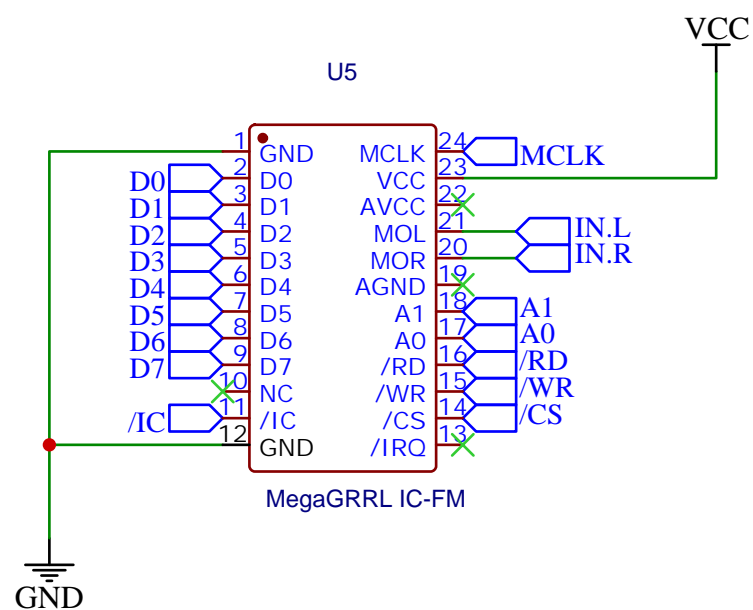 VCC
U5
1 GND MCLK 24 MCLK
D0 2 D0 VCC 23
D1 3 D1 AVCC 22
D2 4 D2 MOL 21 IN.L
D3 5 D3 MOR 20 IN.R
D4 6 D4 AGND 19
D5 7 D5 A1 18 A1
D6 8 D6 A0 17 A0
D7 9 D7 /RD 16 /RD
10 NC /WR 15 /WR
/IC 11 /IC /CS 14 /CS
12 GND /IRQ 13
MegaGRRL IC-FM
GND